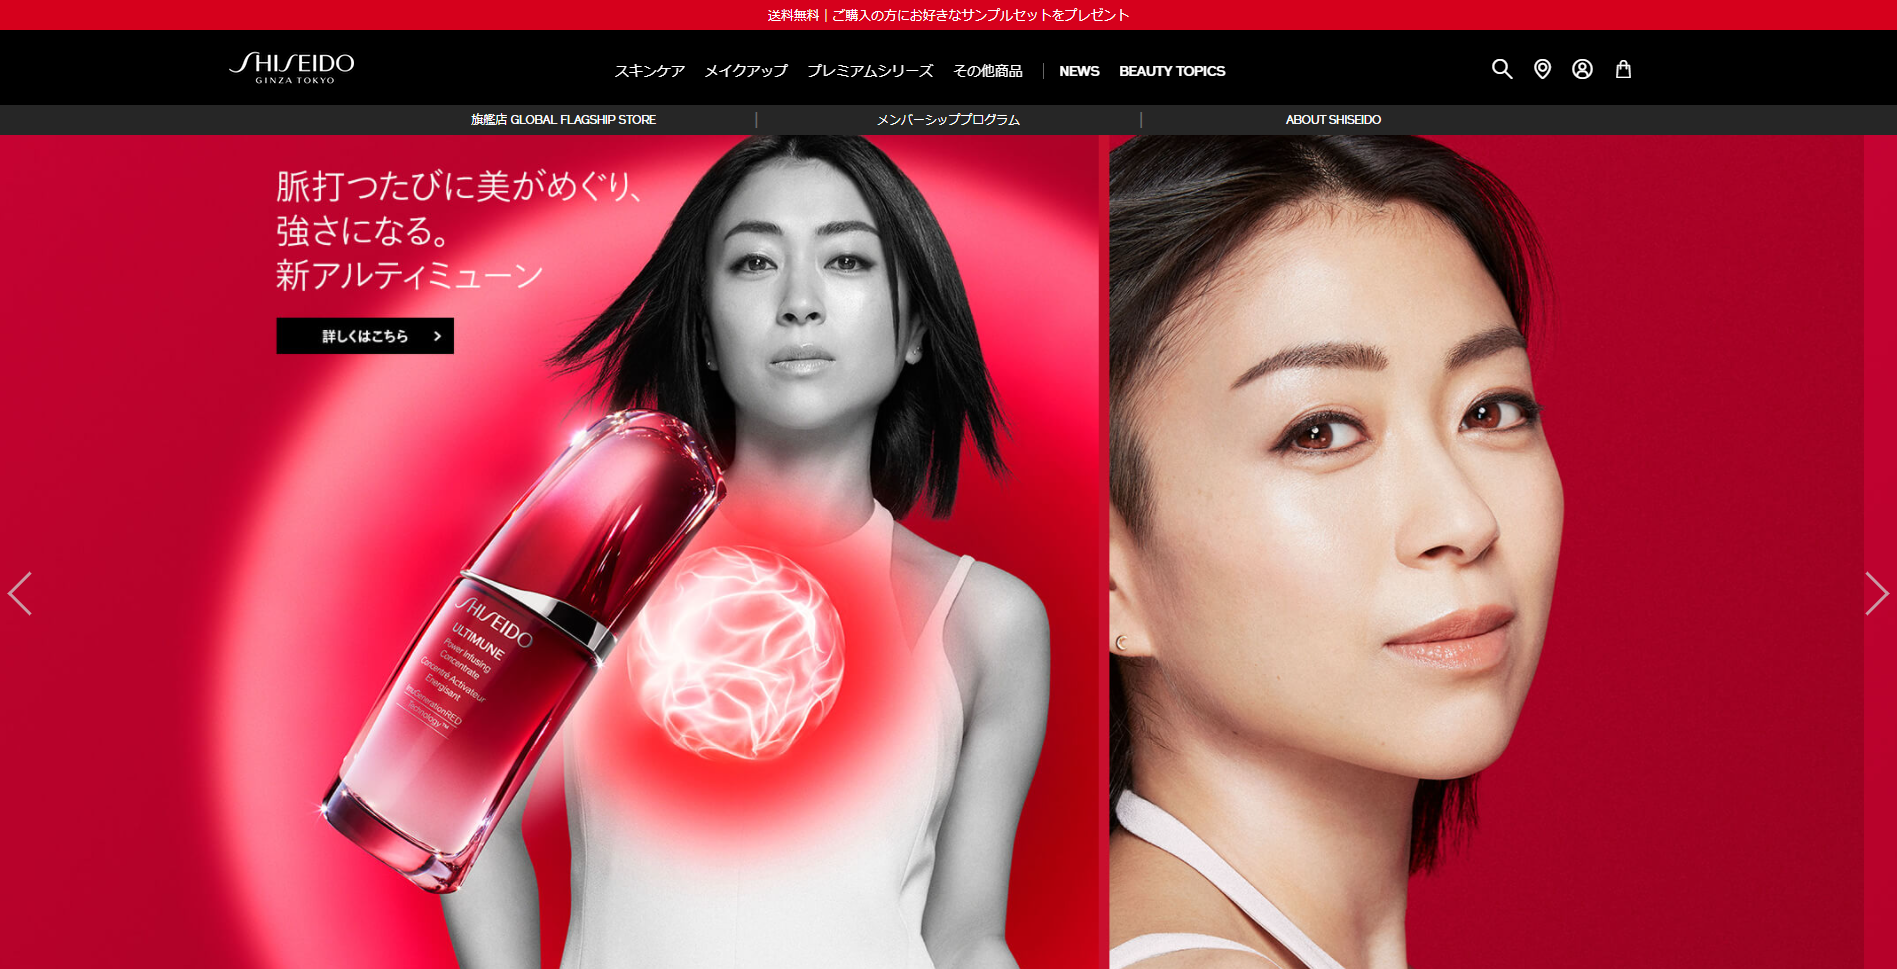 送料無料 | ご購入の方にお好きなサンプルセットをプレゼント
SHISEIDO
GINZA TOKYO
スキンケア メイクアップ プレミアムシリーズ その他商品 | NEWS BEAUTY TOPICS
旗艦店 GLOBAL FLAGSHIP STORE | メンバーシッププログラム | ABOUT SHISEIDO
脈打つたびに美がめぐり、
強さになる。
新アルティミューン
詳しくはこちら >
SHISEIDO
ULTIMUNE
Power Infusing
Concentrate
Concentré Activateur
Énergisant
ImuGenerationRED
Technology™